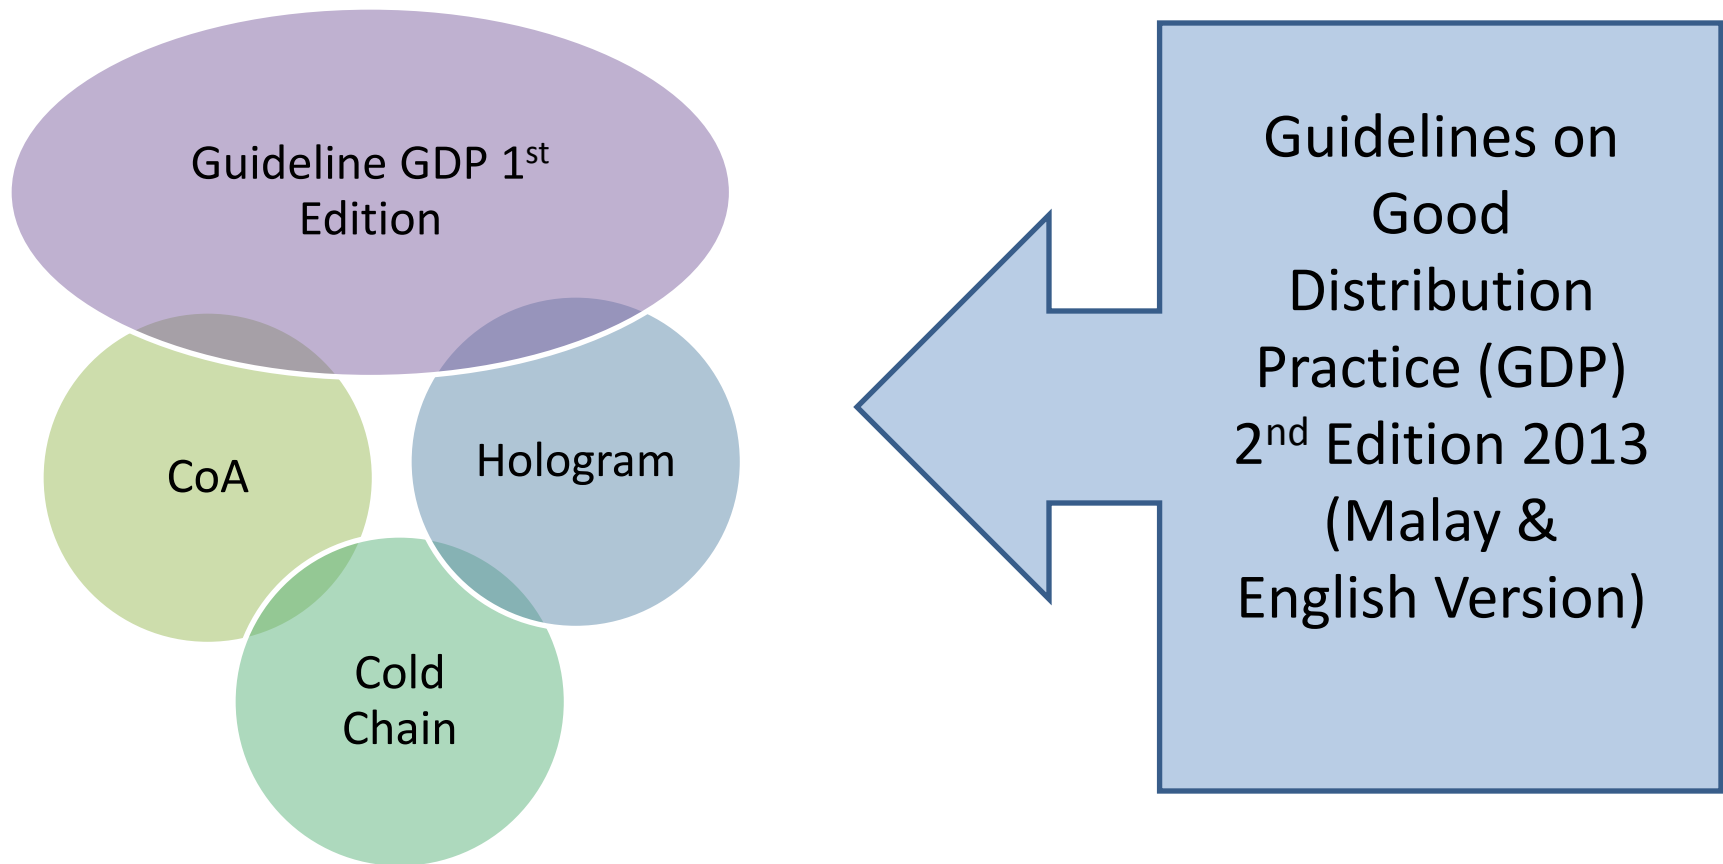 Guideline GDP 1st
Edition
CoA
Hologram
Cold
Chain
Guidelines on
Good
Distribution
Practice (GDP)
2nd Edition 2013
(Malay &
English Version)